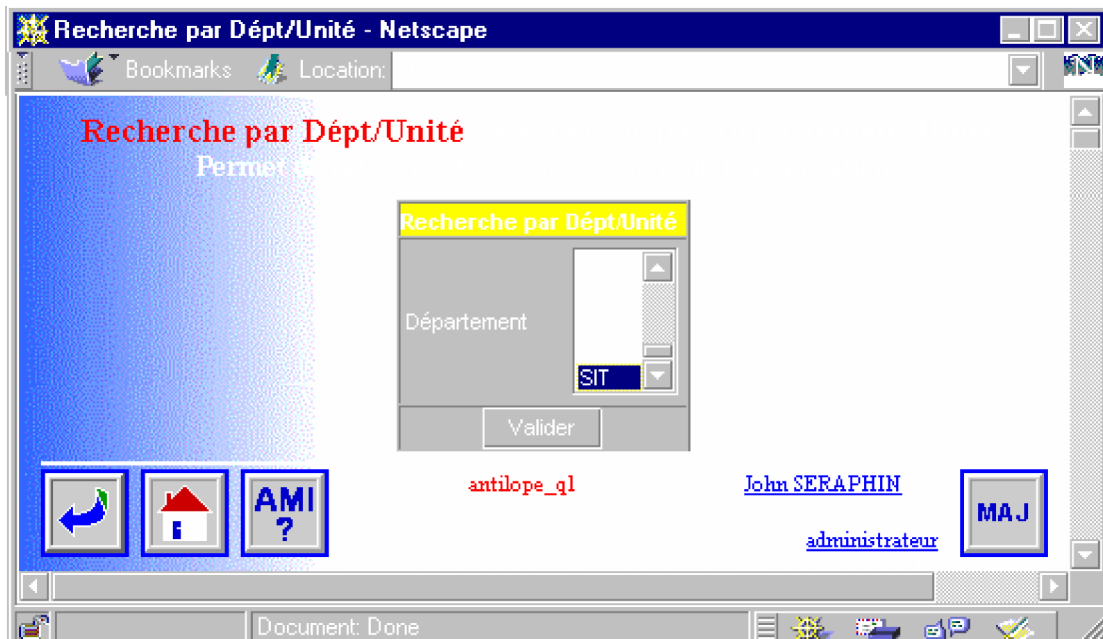 Recherche par Dépt/Unité - Netscape
Bookmarks Location:
N
Recherche par Dépt/Unité
Permet
Recherche par Dépt/Unité
Département
SIT
Valider
antilope_ql
John SERAPHIN
administrateur
AMI
?
MAJ
Document: Done